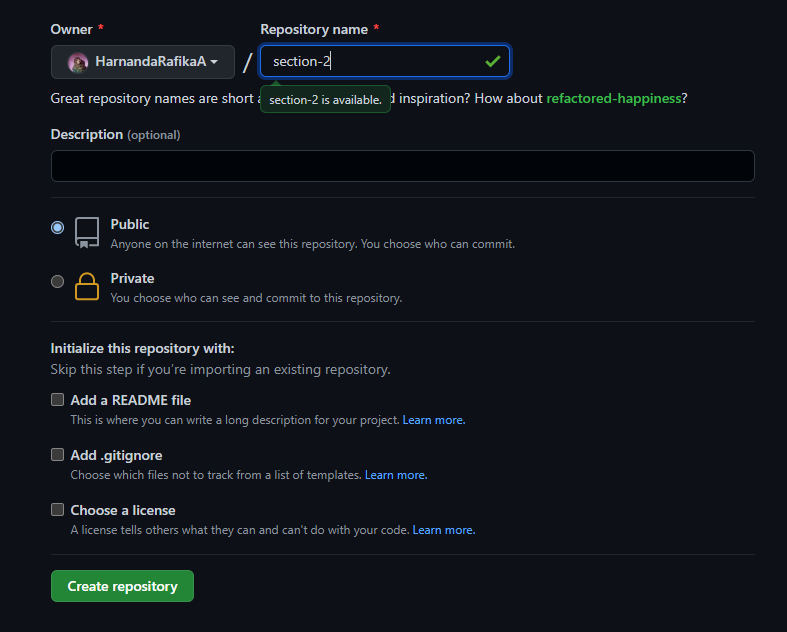 Owner * Repository name *
HarnandaRafikaA / section-2
Great repository names are short section-2 is available. inspiration? How about refactored-happiness?
Description (optional)
Public
Anyone on the internet can see this repository. You choose who can commit.
Private
You choose who can see and commit to this repository.
Initialize this repository with:
Skip this step if you're importing an existing repository.
Add a README file
This is where you can write a long description for your project. Learn more.
Add .gitignore
Choose which files not to track from a list of templates. Learn more.
Choose a license
A license tells others what they can and can't do with your code. Learn more.
Create repository